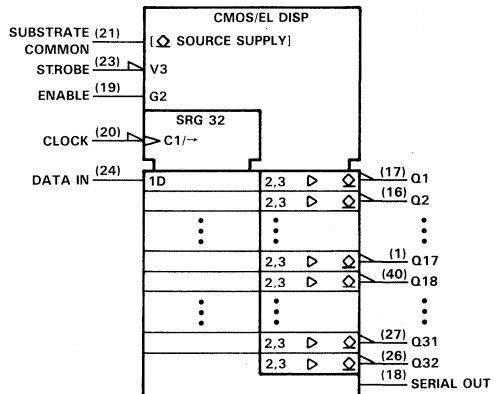 CMOS/EL DISP
SUBSTRATE (21)
COMMON
[ SOURCE SUPPLY]
STROBE (23) V3
ENABLE (19) G2
SRG 32
CLOCK (20) C1/→
DATA IN (24) 1D 2,3 (17) Q1
2,3 (16) Q2
2,3 (1) Q17
2,3 (40) Q18
2,3 (27) Q31
2,3 (26) Q32
(18) SERIAL OUT